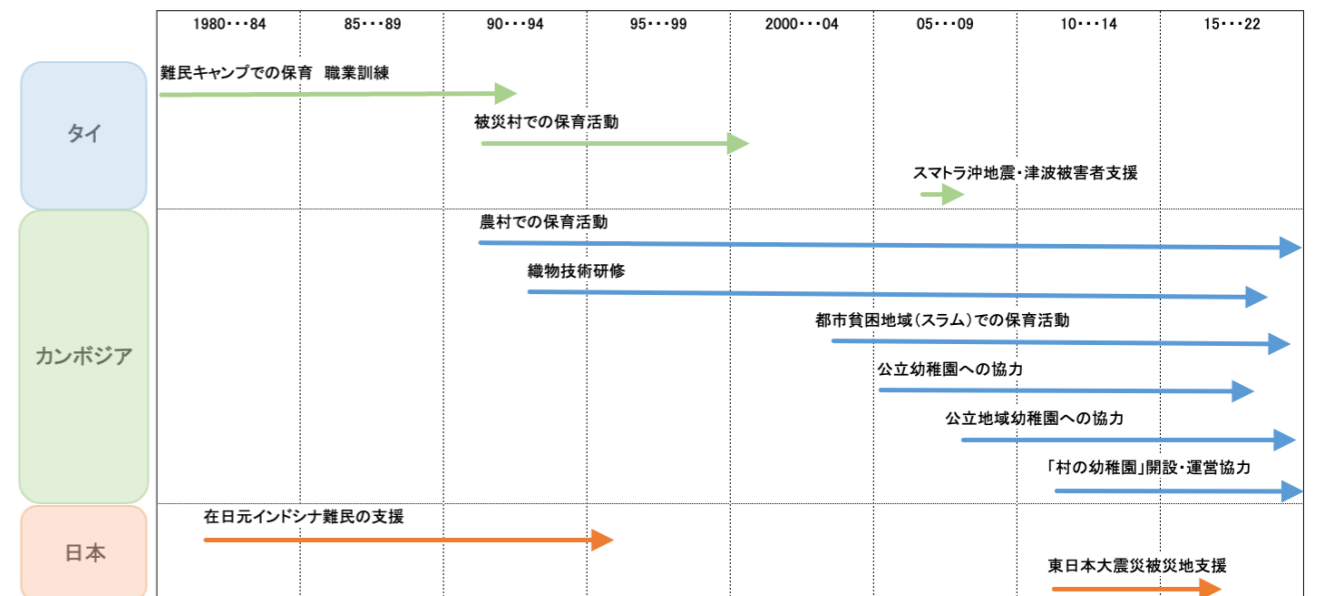 1980・・・84 85・・・89 90・・・94 95・・・99 2000・・・04 05・・・09 10・・・14 15・・・22
タイ
難民キャンプでの保育 職業訓練
被災村での保育活動
スマトラ沖地震・津波被害者支援
カンボジア
農村での保育活動
織物技術研修
都市貧困地域(スラム)での保育活動
公立幼稚園への協力
公立地域幼稚園への協力
「村の幼稚園」開設・運営協力
日本
在日元インドシナ難民の支援
東日本大震災被災地支援